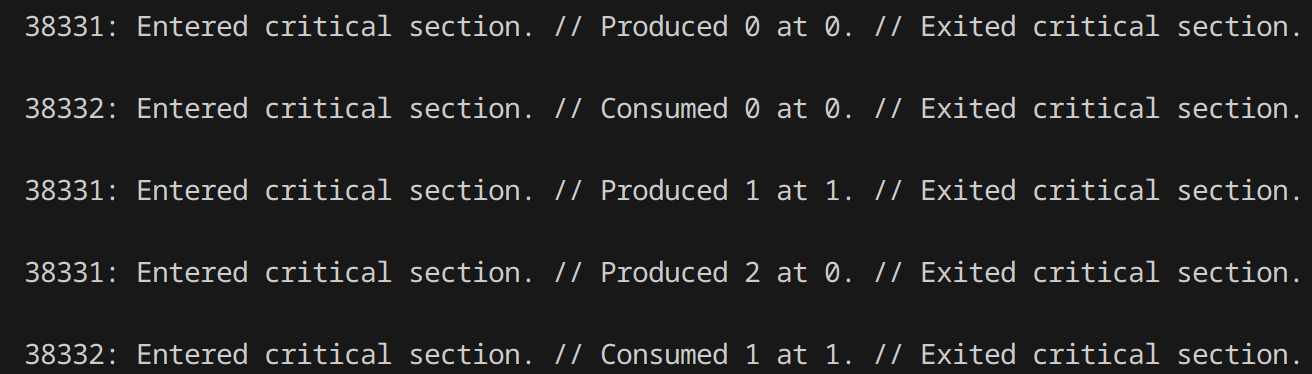 38331: Entered critical section. // Produced 0 at 0. // Exited critical section.
38332: Entered critical section. // Consumed 0 at 0. // Exited critical section.
38331: Entered critical section. // Produced 1 at 1. // Exited critical section.
38331: Entered critical section. // Produced 2 at 0. // Exited critical section.
38332: Entered critical section. // Consumed 1 at 1. // Exited critical section.